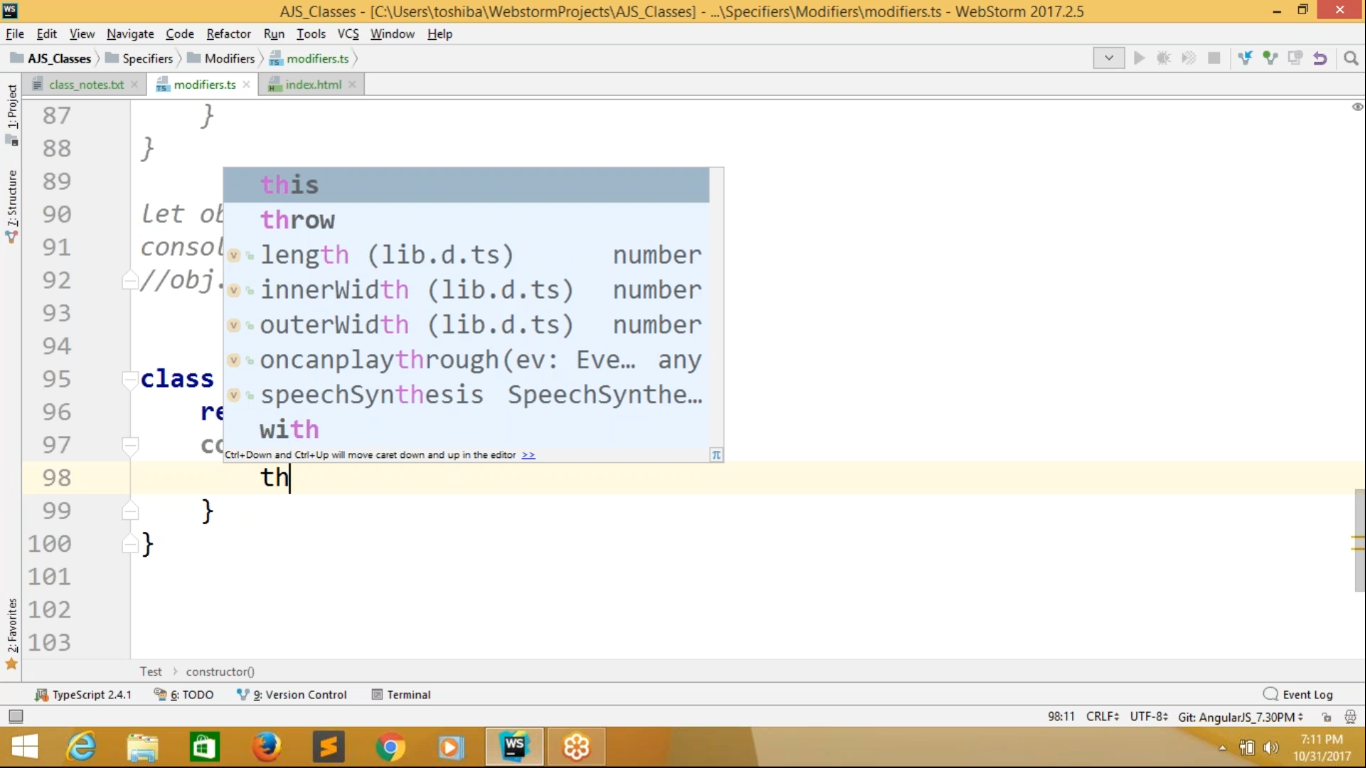 AJS_Classes - [C:\Users\toshiba\WebstormProjects\AJS_Classes] - ...\Specifiers\Modifiers\modifiers.ts - WebStorm 2017.2.5
File Edit View Navigate Code Refactor Run Tools VCS Window Help
AJS_Classes Specifiers Modifiers modifiers.ts
class_notes.txt modifiers.ts index.html
1: Project
7: Structure
2: Favorites
87 }
88 }
89
90 let ob
91 consol
92 //obj.
93
94
95 class
96 re
97 co
98 th
99 }
100 }
101
102
103
this
throw
length (lib.d.ts) number
innerWidth (lib.d.ts) number
outerWidth (lib.d.ts) number
oncanplaythrough(ev: Eve… any
speechSynthesis SpeechSynthe…
with
Ctrl+Down and Ctrl+Up will move caret down and up in the editor >> π
Test constructor()
TypeScript 2.4.1 6: TODO 9: Version Control Terminal Event Log
98:11 CRLF UTF-8 Git: AngularJS_7.30PM
WS
7:11 PM
10/31/2017